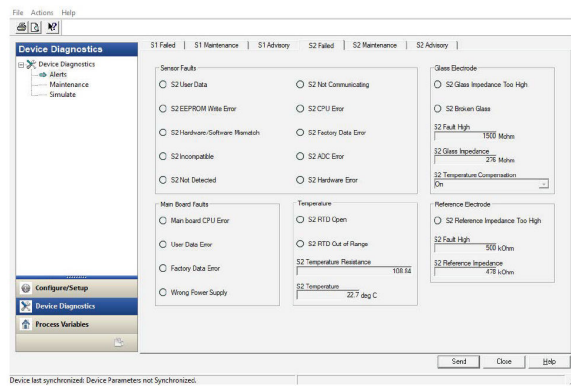 File Actions Help
Device Diagnostics
Device Diagnostics
Alerts
Maintenance
Simulate
Configure/Setup
Device Diagnostics
Process Variables
S1 Failed S1 Maintenance S1 Advisory S2 Failed S2 Maintenance S2 Advisory
Sensor Faults
S2 User Data
S2 Not Communicating
S2 EEPROM Write Error
S2 CPU Error
S2 Hardware/Software Mismatch
S2 Factory Data Error
S2 Incompatible
S2 ADC Error
S2 Not Detected
S2 Hardware Error
Glass Electrode
S2 Glass Impedance Too High
S2 Broken Glass
S2 Fault High
1500 Mohm
S2 Glass Impedance
276 Mohm
S2 Temperature Compensation
On
Main Board Faults
Main board CPU Error
User Data Error
Factory Data Error
Wrong Power Supply
Temperature
S2 RTD Open
S2 RTD Out of Range
S2 Temperature Resistance
108.84
S2 Temperature
22.7 deg C
Reference Electrode
S2 Reference Impedance Too High
S2 Fault High
500 kOhm
S2 Reference Impedance
478 kOhm
Send Close Help
Device last synchronized: Device Parameters not Synchronized.